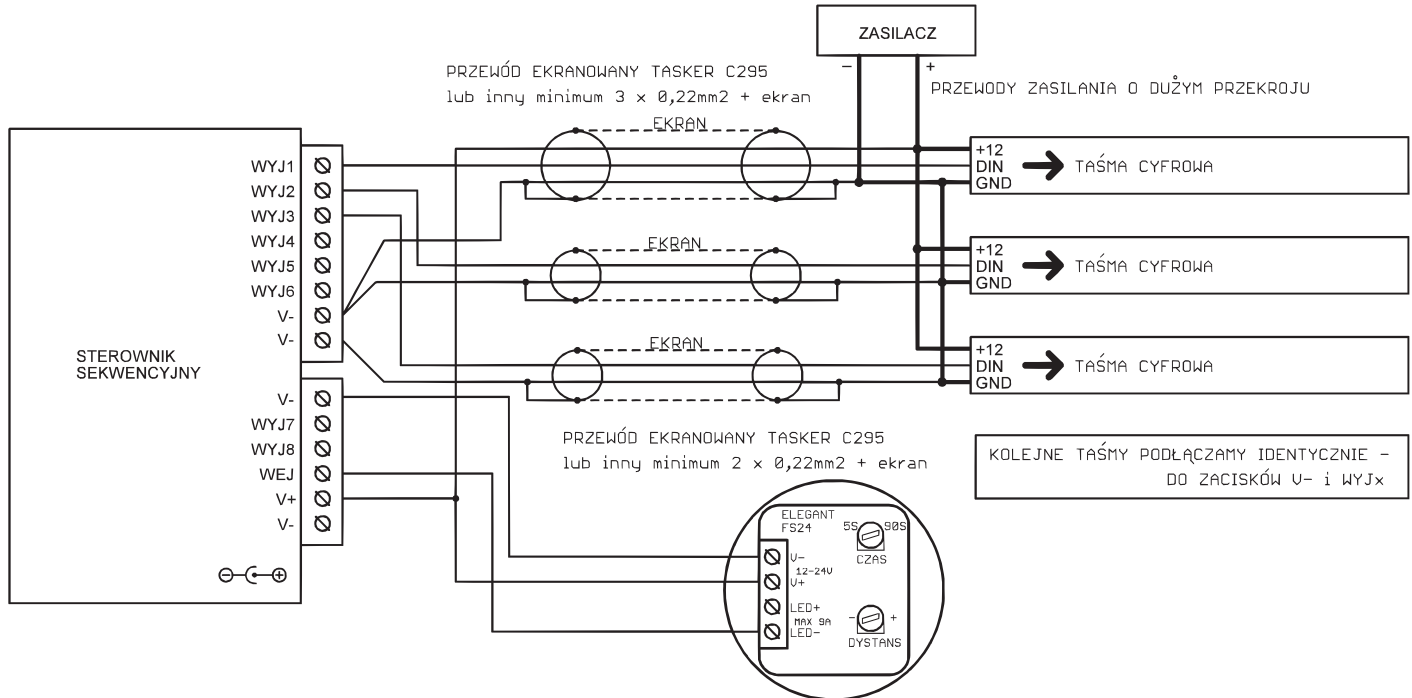 ZASILACZ
− +
PRZEWÓD EKRANOWANY TASKER C295
lub inny minimum 3 x 0,22mm2 + ekran
PRZEWODY ZASILANIA O DUŻYM PRZEKROJU
EKRAN
+12
DIN
GND
TAŚMA CYFROWA
EKRAN
+12
DIN
GND
TAŚMA CYFROWA
EKRAN
+12
DIN
GND
TAŚMA CYFROWA
STEROWNIK
SEKWENCYJNY
WYJ1
WYJ2
WYJ3
WYJ4
WYJ5
WYJ6
V-
V-
V-
WYJ7
WYJ8
WEJ
V+
V-
PRZEWÓD EKRANOWANY TASKER C295
lub inny minimum 2 x 0,22mm2 + ekran
KOLEJNE TAŚMY PODŁĄCZAMY IDENTYCZNIE -
DO ZACISKÓW V- i WYJx
ELEGANT
FS24
5S 90S
CZAS
V-
12-24V
V+
LED+
MAX 9A
LED-
- +
DYSTANS